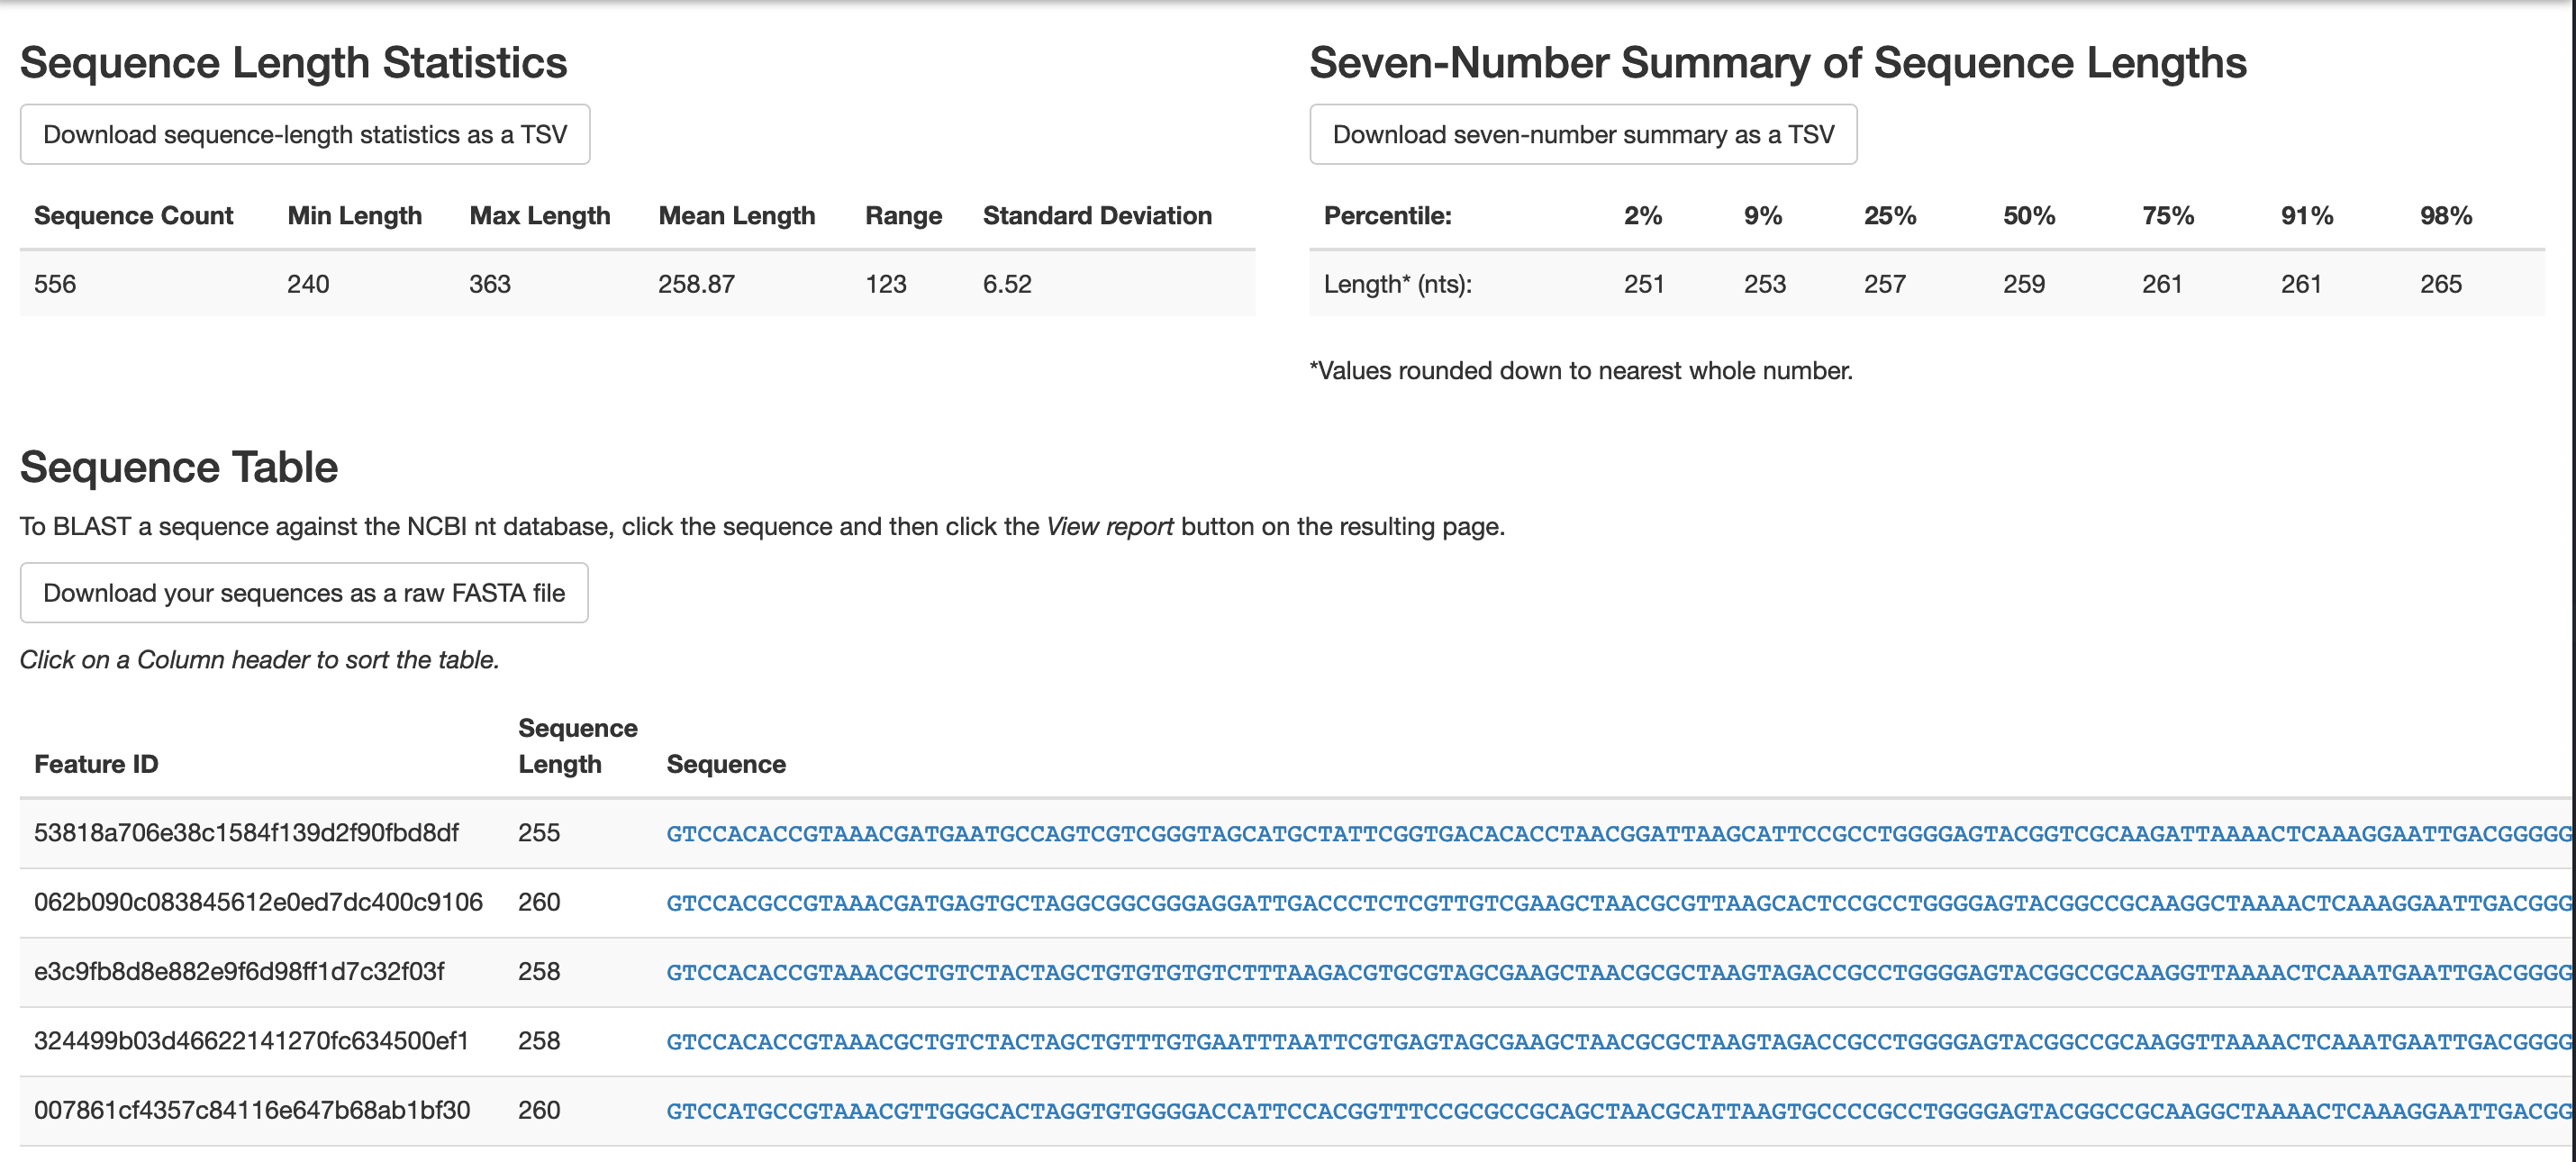 Sequence Length Statistics
Download sequence-length statistics as a TSV
Sequence Count Min Length Max Length Mean Length Range Standard Deviation
556 240 363 258.87 123 6.52
Seven-Number Summary of Sequence Lengths
Download seven-number summary as a TSV
Percentile: 2% 9% 25% 50% 75% 91% 98%
Length* (nts): 251 253 257 259 261 261 265
*Values rounded down to nearest whole number.
Sequence Table
To BLAST a sequence against the NCBI nt database, click the sequence and then click the View report button on the resulting page.
Download your sequences as a raw FASTA file
Click on a Column header to sort the table.
Feature ID Sequence Length Sequence
53818a706e38c1584f139d2f90fbd8df 255 GTCCACACCGTAAACGATGAATGCCAGTCGTCGGGTAGCATGCTATTCGGTGACACACCTAACGGATTAAGCATTCCGCCTGGGGAGTACGGTCGCAAGATTAAAACTCAAAGGAATTGACGGGGG
062b090c083845612e0ed7dc400c9106 260 GTCCACGCCGTAAACGATGAGTGCTAGGCGGCGGGAGGATTGACCCTCTCGTTGTCGAAGCTAACGCGTTAAGCACTCCGCCTGGGGAGTACGGCCGCAAGGCTAAAACTCAAAGGAATTGACGGG
e3c9fb8d8e882e9f6d98ff1d7c32f03f 258 GTCCACACCGTAAACGCTGTCTACTAGCTGTGTGTGTCTTTAAGACGTGCGTAGCGAAGCTAACGCGCTAAGTAGACCGCCTGGGGAGTACGGCCGCAAGGTTAAAACTCAAATGAATTGACGGGG
324499b03d46622141270fc634500ef1 258 GTCCACACCGTAAACGCTGTCTACTAGCTGTTTGTGAATTTAATTCGTGAGTAGCGAAGCTAACGCGCTAAGTAGACCGCCTGGGGAGTACGGCCGCAAGGTTAAAACTCAAATGAATTGACGGGG
007861cf4357c84116e647b68ab1bf30 260 GTCCATGCCGTAAACGTTGGGCACTAGGTGTGGGGACCATTCCACGGTTTCCGCGCCGCAGCTAACGCATTAAGTGCCCCGCCTGGGGAGTACGGCCGCAAGGCTAAAACTCAAAGGAATTGACGG